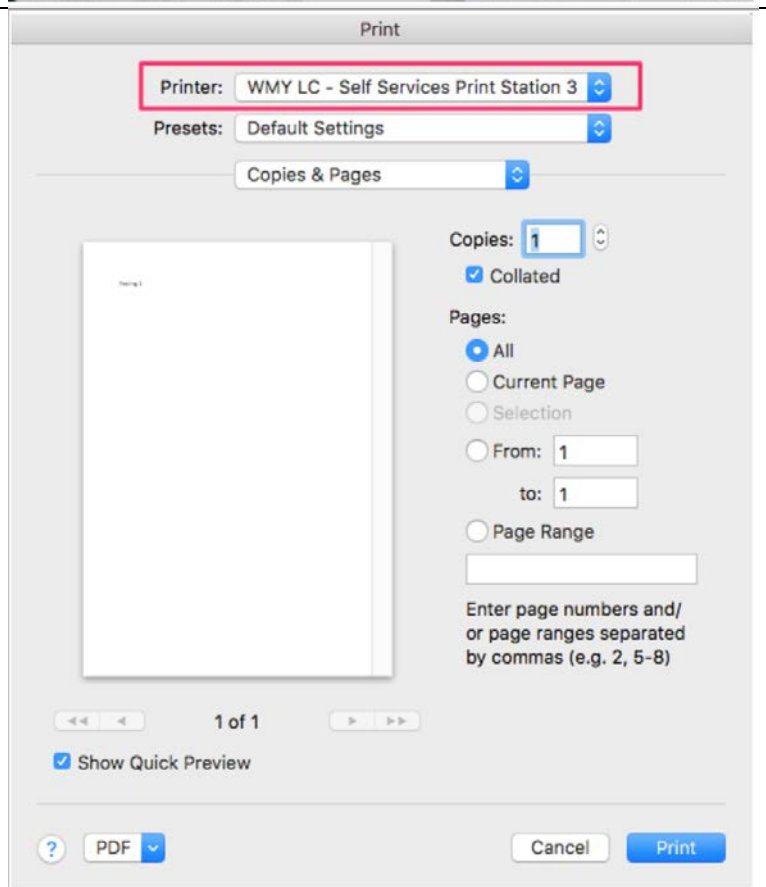 Print
Printer: WMY LC - Self Services Print Station 3
Presets: Default Settings
Copies & Pages
Copies: 1
Collated
Pages:
All
Current Page
Selection
From: 1
to: 1
Page Range
Enter page numbers and/
or page ranges separated
by commas (e.g. 2, 5-8)
1 of 1
Show Quick Preview
? PDF Cancel Print